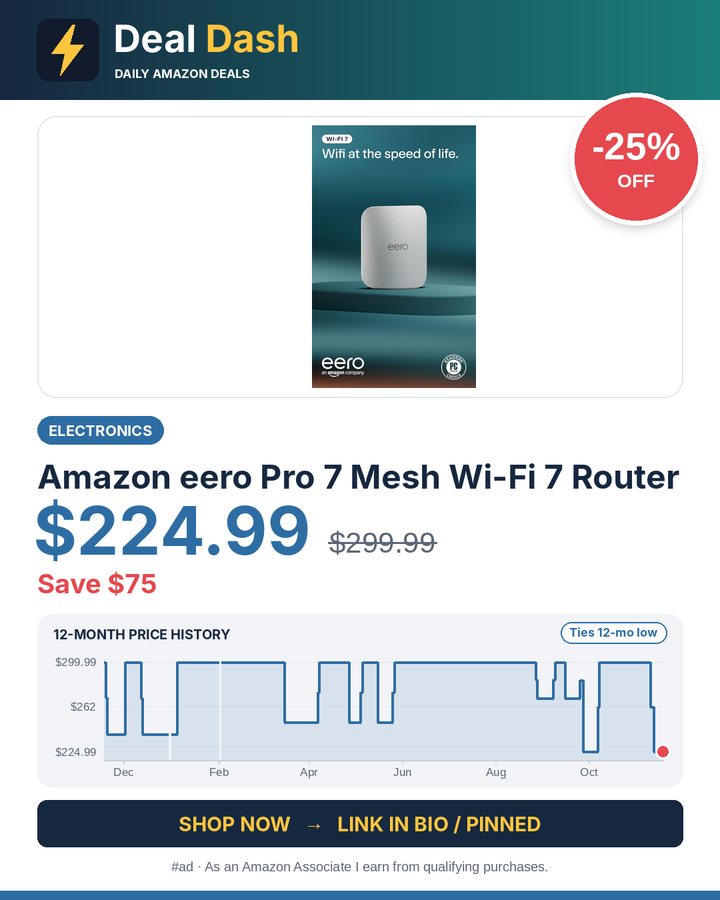 Deal Dash
DAILY AMAZON DEALS
-25%
OFF
WI-FI 7
Wifi at the speed of life.
eero
eero
an amazon company
PC
ELECTRONICS
Amazon eero Pro 7 Mesh Wi-Fi 7 Router
$224.99 $299.99
Save $75
12-MONTH PRICE HISTORY
Ties 12-mo low
$299.99
$262
$224.99
Dec Feb Apr Jun Aug Oct
SHOP NOW → LINK IN BIO / PINNED
#ad · As an Amazon Associate I earn from qualifying purchases.